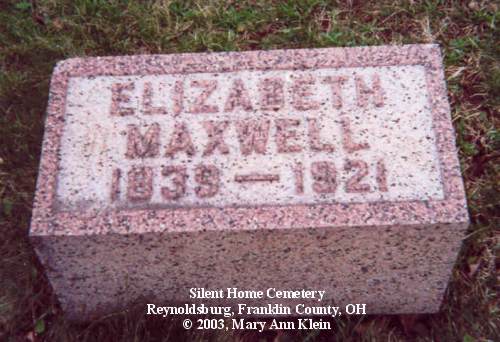 ELIZABETH
MAXWELL
1839 — 1921
Silent Home Cemetery
Reynoldsburg, Franklin County, OH
© 2003, Mary Ann Klein